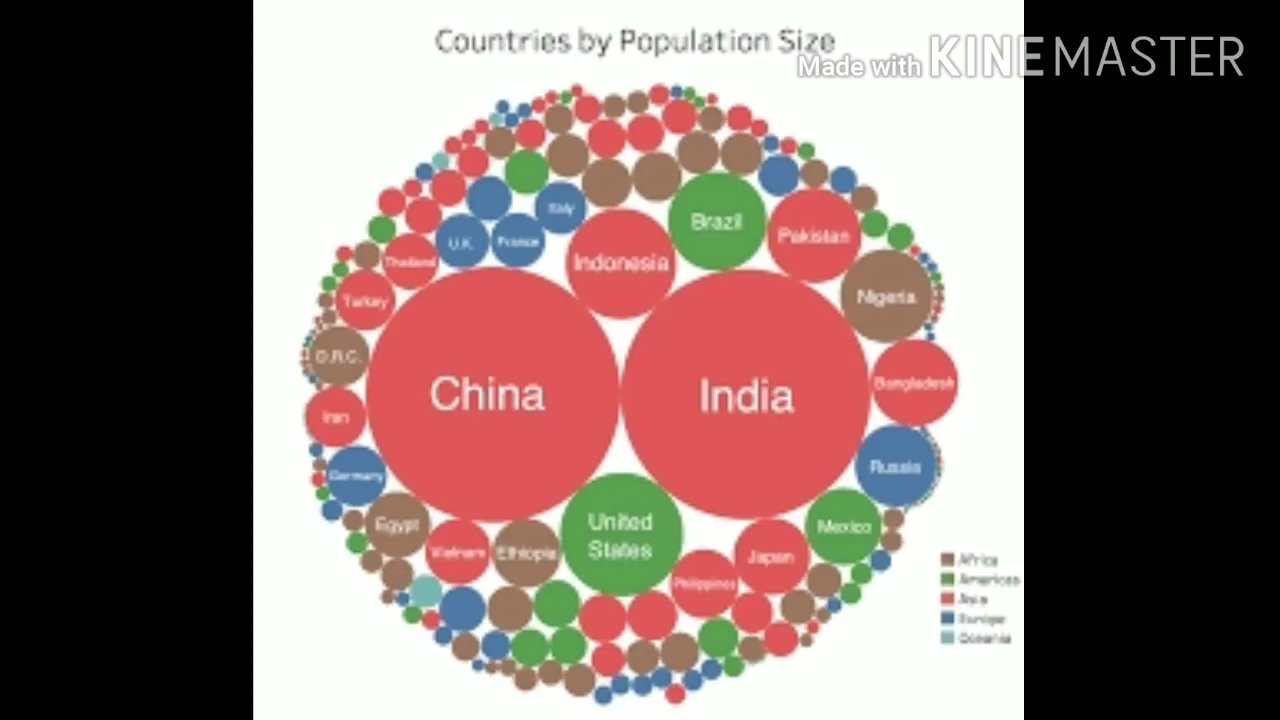 Countries by Population Size
Made with KINEMASTER
Italy
Brazil
U.K.
France
Pakistan
Thailand
Indonesia
Turkey
Nigeria
D.R.C.
Bangladesh
China
India
Iran
Germany
Russia
Egypt
United
States
Mexico
Vietnam
Ethiopia
Japan
Philippines
Africa
Americas
Asia
Europe
Oceania